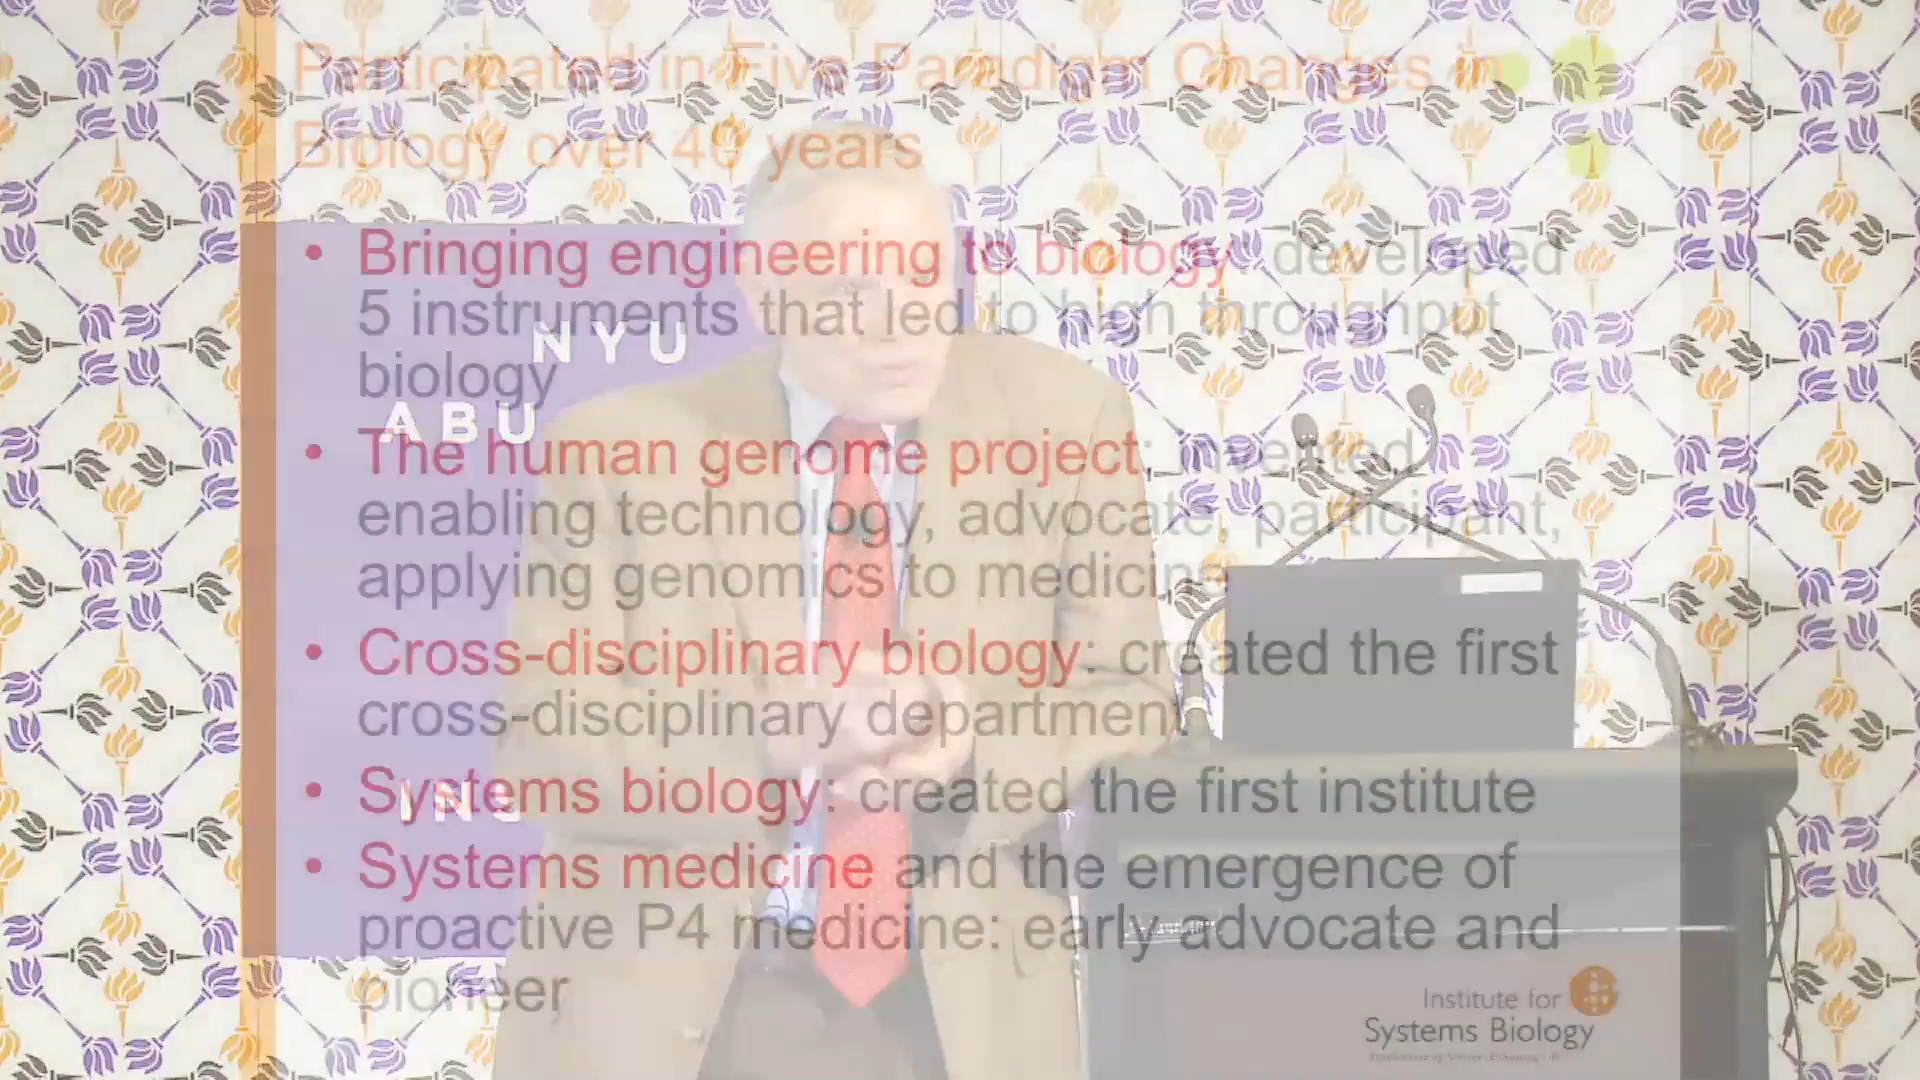 Participated in Five Paradigm Changes in
Biology over 40 years
• Bringing engineering to biology: developed
5 instruments that led to high throughput
biology
• The human genome project: invented
enabling technology, advocate, participant,
applying genomics to medicine
• Cross-disciplinary biology: created the first
cross-disciplinary department
• Systems biology: created the first institute
• Systems medicine and the emergence of
proactive P4 medicine: early advocate and
pioneer
NYU
ABU
INS
Institute for
Systems Biology